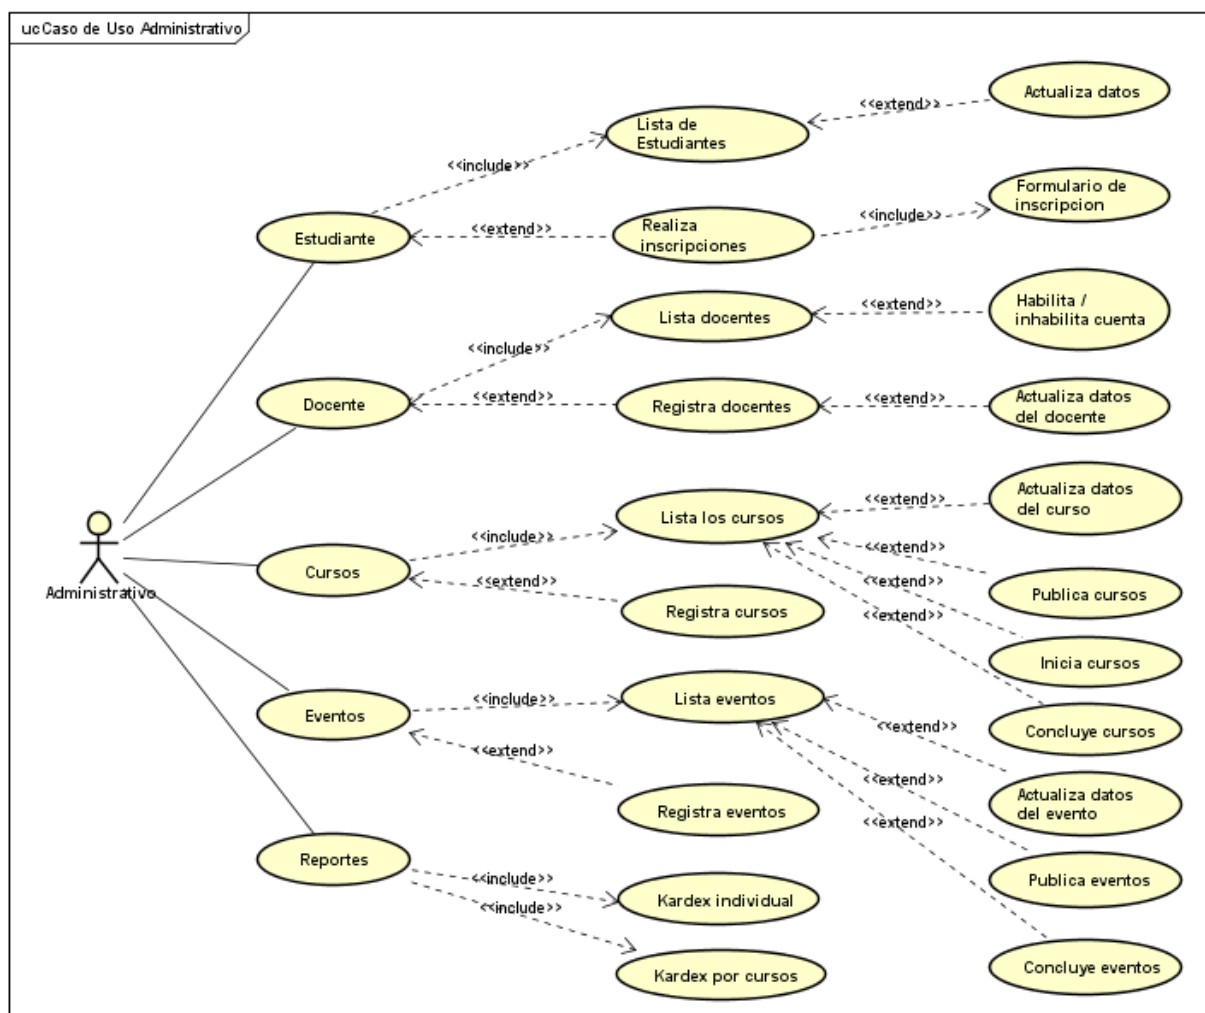 ucCaso de Uso Administrativo
Actualiza datos
<<extend>>
Lista de
Estudiantes
<<include>>
Formulario de
inscripcion
<<include>>
Estudiante
<<extend>>
Realiza
inscripciones
Lista docentes
<<extend>>
Habilita /
inhabilita cuenta
<<include>>
Docente
<<extend>>
Registra docentes
<<extend>>
Actualiza datos
del docente
Lista los cursos
<<extend>>
Actualiza datos
del curso
<<include>>
<<extend>>
Cursos
<<extend>>
<<extend>>
Publica cursos
Administrativo
Registra cursos
<<extend>>
Inicia cursos
Eventos
<<include>>
Lista eventos
<<extend>>
Concluye cursos
<<extend>>
<<extend>>
Actualiza datos
del evento
Registra eventos
<<extend>>
Reportes
<<include>>
Publica eventos
Kardex individual
<<include>>
Kardex por cursos
Concluye eventos